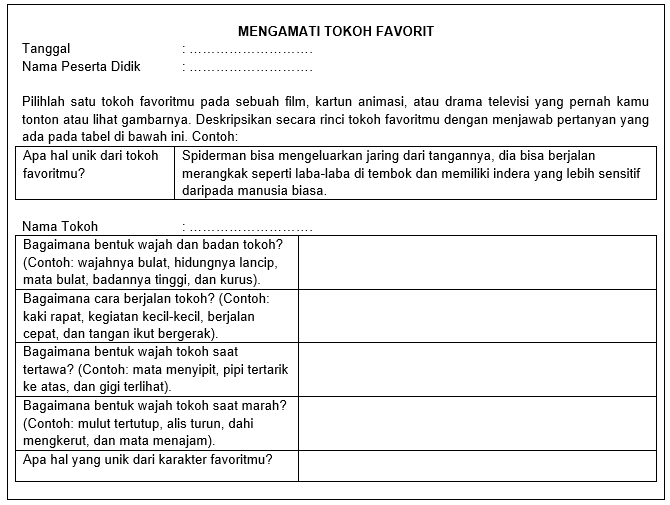 MENGAMATI TOKOH FAVORIT
Tanggal : ……………………….
Nama Peserta Didik : ……………………….
Pilihlah satu tokoh favoritmu pada sebuah film, kartun animasi, atau drama televisi yang pernah kamu
tonton atau lihat gambarnya. Deskripsikan secara rinci tokoh favoritmu dengan menjawab pertanyan yang
ada pada tabel di bawah ini. Contoh:
Apa hal unik dari tokoh
favoritmu?
Spiderman bisa mengeluarkan jaring dari tangannya, dia bisa berjalan
merangkak seperti laba-laba di tembok dan memiliki indera yang lebih sensitif
daripada manusia biasa.
Nama Tokoh : ……………………….
Bagaimana bentuk wajah dan badan tokoh?
(Contoh: wajahnya bulat, hidungnya lancip,
mata bulat, badannya tinggi, dan kurus).
Bagaimana cara berjalan tokoh? (Contoh:
kaki rapat, kegiatan kecil-kecil, berjalan
cepat, dan tangan ikut bergerak).
Bagaimana bentuk wajah tokoh saat
tertawa? (Contoh: mata menyipit, pipi tertarik
ke atas, dan gigi terlihat).
Bagaimana bentuk wajah tokoh saat marah?
(Contoh: mulut tertutup, alis turun, dahi
mengkerut, dan mata menajam).
Apa hal yang unik dari karakter favoritmu?